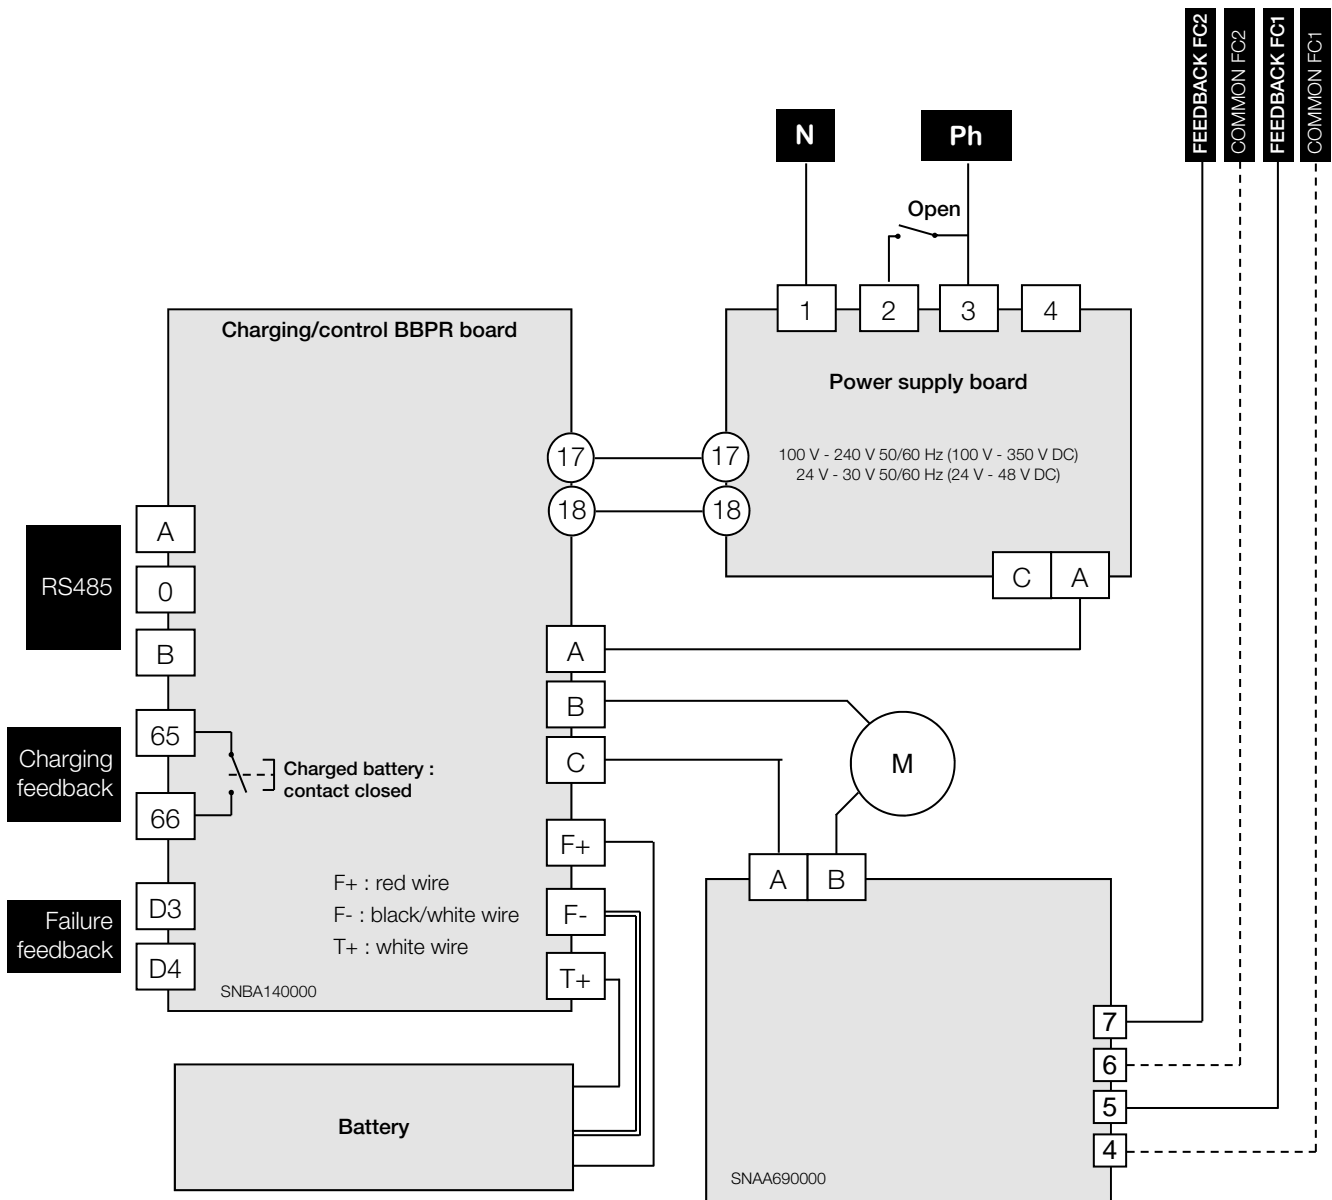 FEEDBACK FC2
COMMON FC2
FEEDBACK FC1
COMMON FC1
N
Ph
Open
1
2
3
4
Charging/control BBPR board
Power supply board
100 V - 240 V 50/60 Hz (100 V - 350 V DC)
24 V - 30 V 50/60 Hz (24 V - 48 V DC)
17
17
18
18
C
A
RS485
A
0
B
A
B
C
M
Charging
feedback
65
66
Charged battery :
contact closed
F+
F-
T+
F+ : red wire
F- : black/white wire
T+ : white wire
Failure
feedback
D3
D4
SNBA140000
A
B
7
6
5
4
Battery
SNAA690000